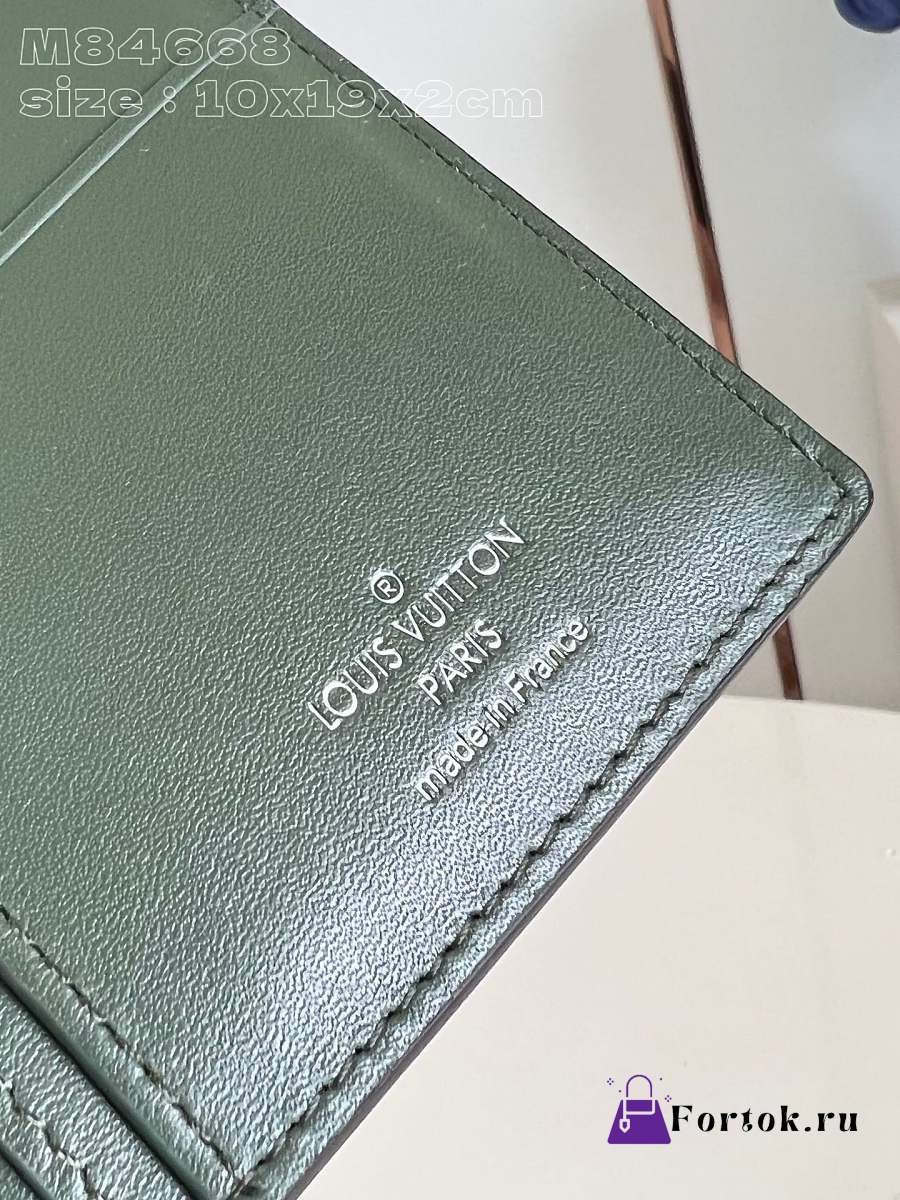 M84668
size : 10x19x2cm
®
LOUIS VUITTON
PARIS
made in France
Fortok.ru